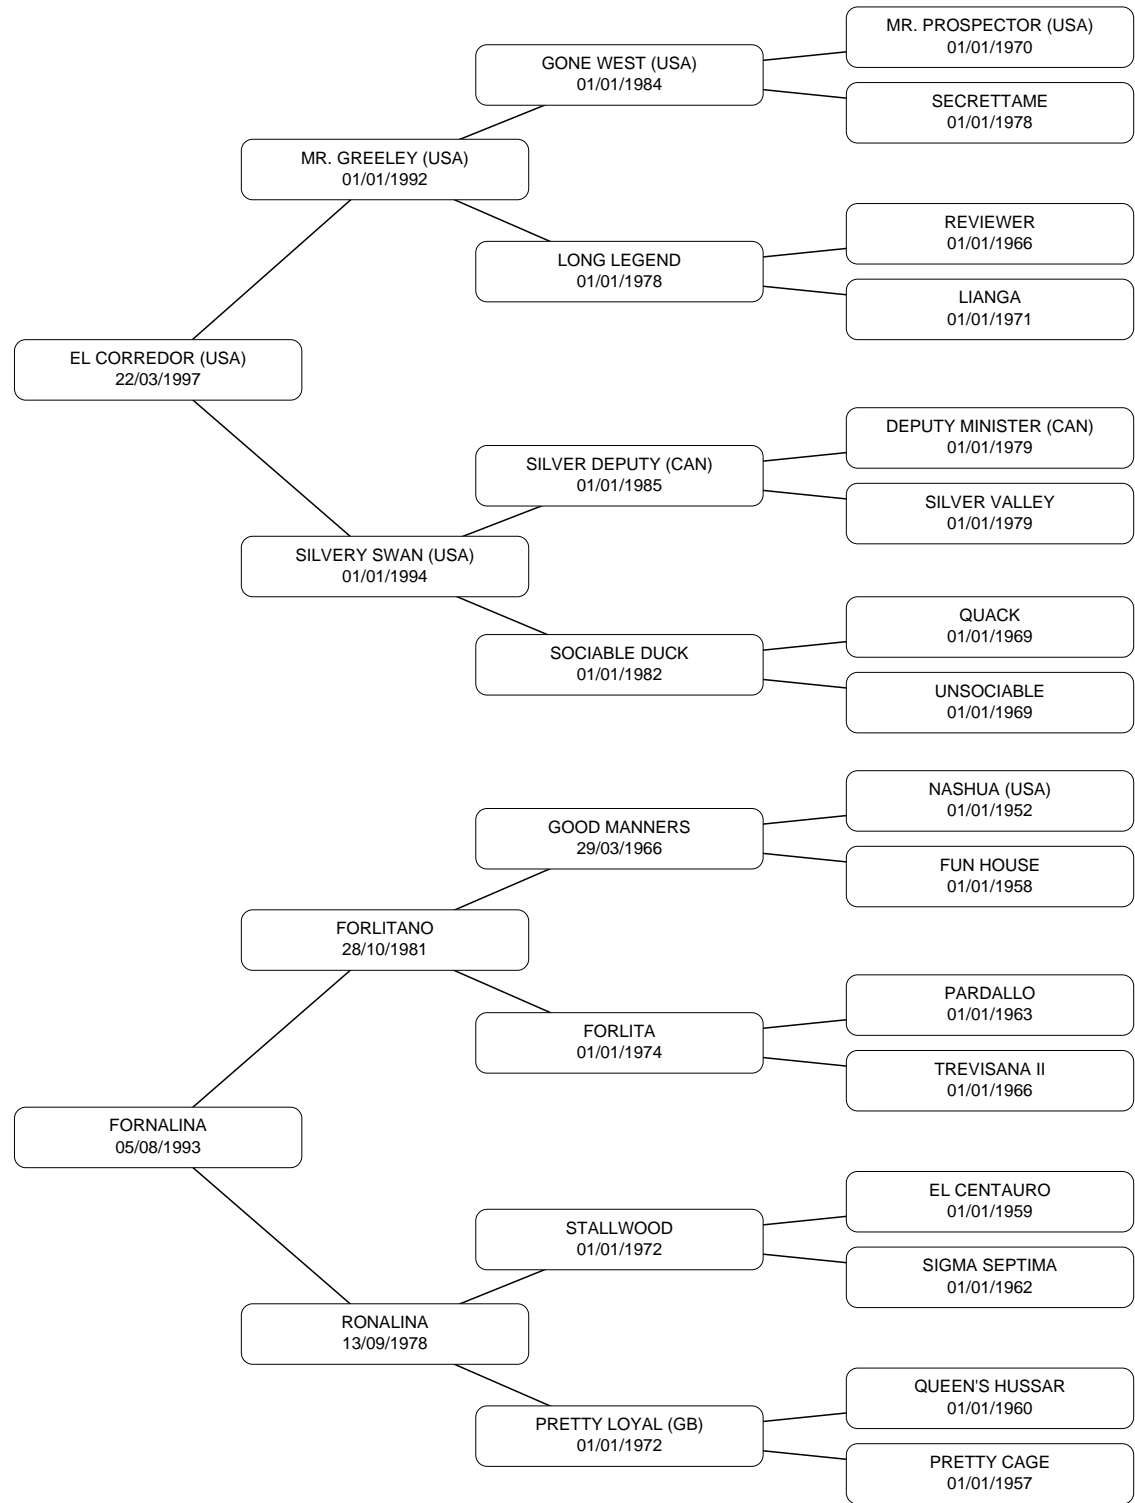 MR. PROSPECTOR (USA)
01/01/1970
GONE WEST (USA)
01/01/1984
SECRETTAME
01/01/1978
MR. GREELEY (USA)
01/01/1992
REVIEWER
01/01/1966
LONG LEGEND
01/01/1978
LIANGA
01/01/1971
EL CORREDOR (USA)
22/03/1997
DEPUTY MINISTER (CAN)
01/01/1979
SILVER DEPUTY (CAN)
01/01/1985
SILVER VALLEY
01/01/1979
SILVERY SWAN (USA)
01/01/1994
QUACK
01/01/1969
SOCIABLE DUCK
01/01/1982
UNSOCIABLE
01/01/1969
NASHUA (USA)
01/01/1952
GOOD MANNERS
29/03/1966
FUN HOUSE
01/01/1958
FORLITANO
28/10/1981
PARDALLO
01/01/1963
FORLITA
01/01/1974
TREVISANA II
01/01/1966
FORNALINA
05/08/1993
EL CENTAURO
01/01/1959
STALLWOOD
01/01/1972
SIGMA SEPTIMA
01/01/1962
RONALINA
13/09/1978
QUEEN'S HUSSAR
01/01/1960
PRETTY LOYAL (GB)
01/01/1972
PRETTY CAGE
01/01/1957